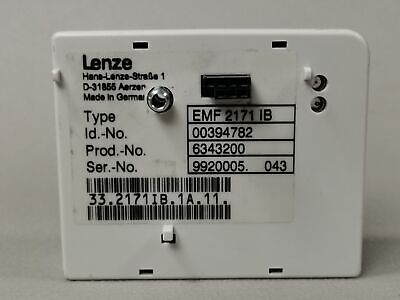 Lenze
Hans-Lenze-Straße 1
D-31855 Aerzen
Made in Germany
Type EMF 2171 IB
Id.-No. 00394782
Prod.-No. 6343200
Ser.-No. 9920005. 043
33.2171IB.1A.11.